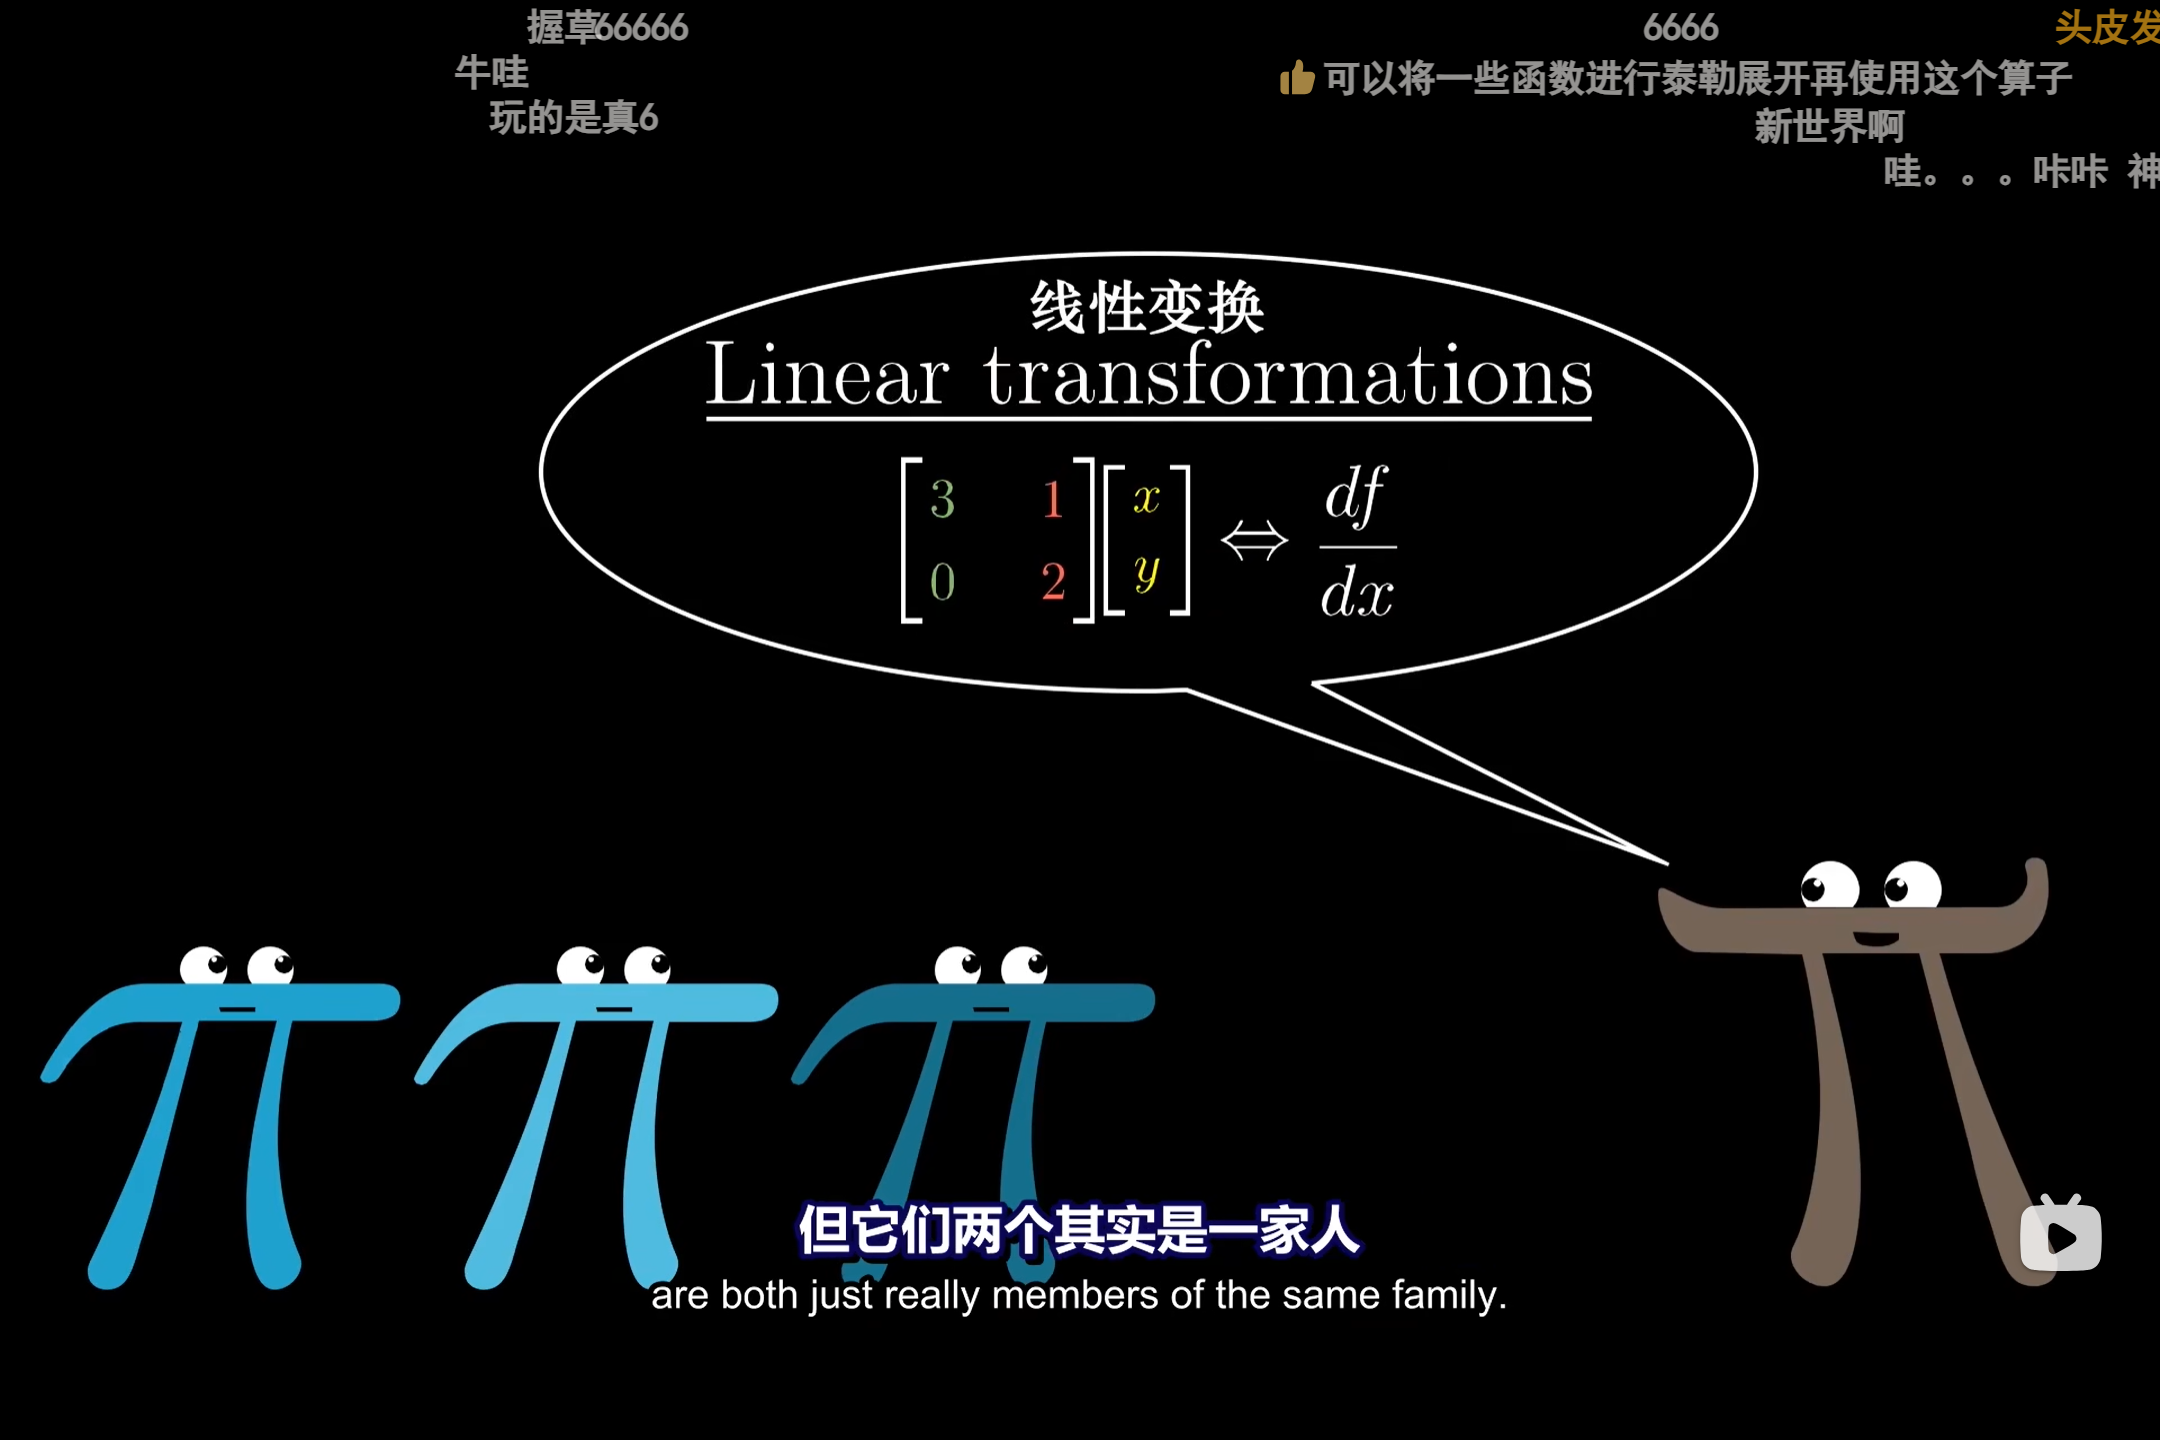 握草66666
6666
头皮发
牛哇
可以将一些函数进行泰勒展开再使用这个算子
玩的是真6
新世界啊
哇。。。咔咔 神
线性变换
Linear transformations
3 1 x df
0 2 y ⇔ dx
但它们两个其实是一家人
are both just really members of the same family.